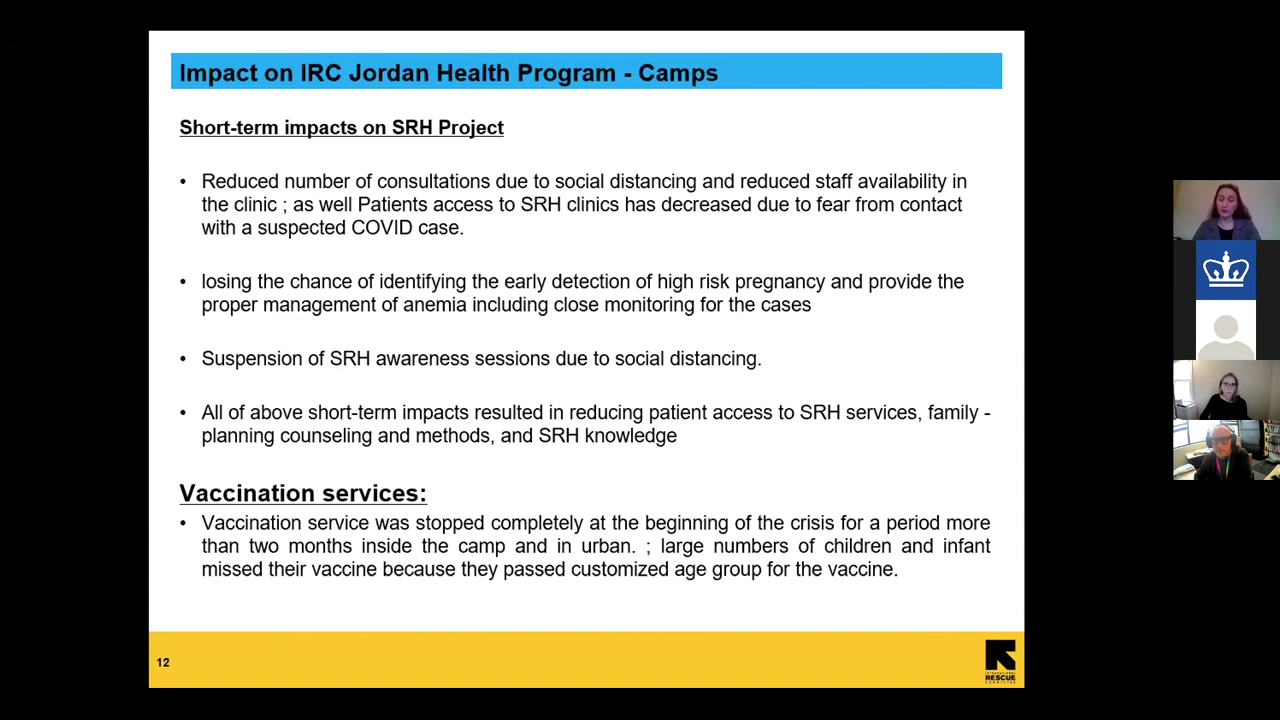 Impact on IRC Jordan Health Program - Camps
Short-term impacts on SRH Project
• Reduced number of consultations due to social distancing and reduced staff availability in
the clinic ; as well Patients access to SRH clinics has decreased due to fear from contact
with a suspected COVID case.
• losing the chance of identifying the early detection of high risk pregnancy and provide the
proper management of anemia including close monitoring for the cases
• Suspension of SRH awareness sessions due to social distancing.
• All of above short-term impacts resulted in reducing patient access to SRH services, family -
planning counseling and methods, and SRH knowledge
Vaccination services:
• Vaccination service was stopped completely at the beginning of the crisis for a period more
than two months inside the camp and in urban. ; large numbers of children and infant
missed their vaccine because they passed customized age group for the vaccine.
12
INTERNATIONAL
RESCUE
COMMITTEE